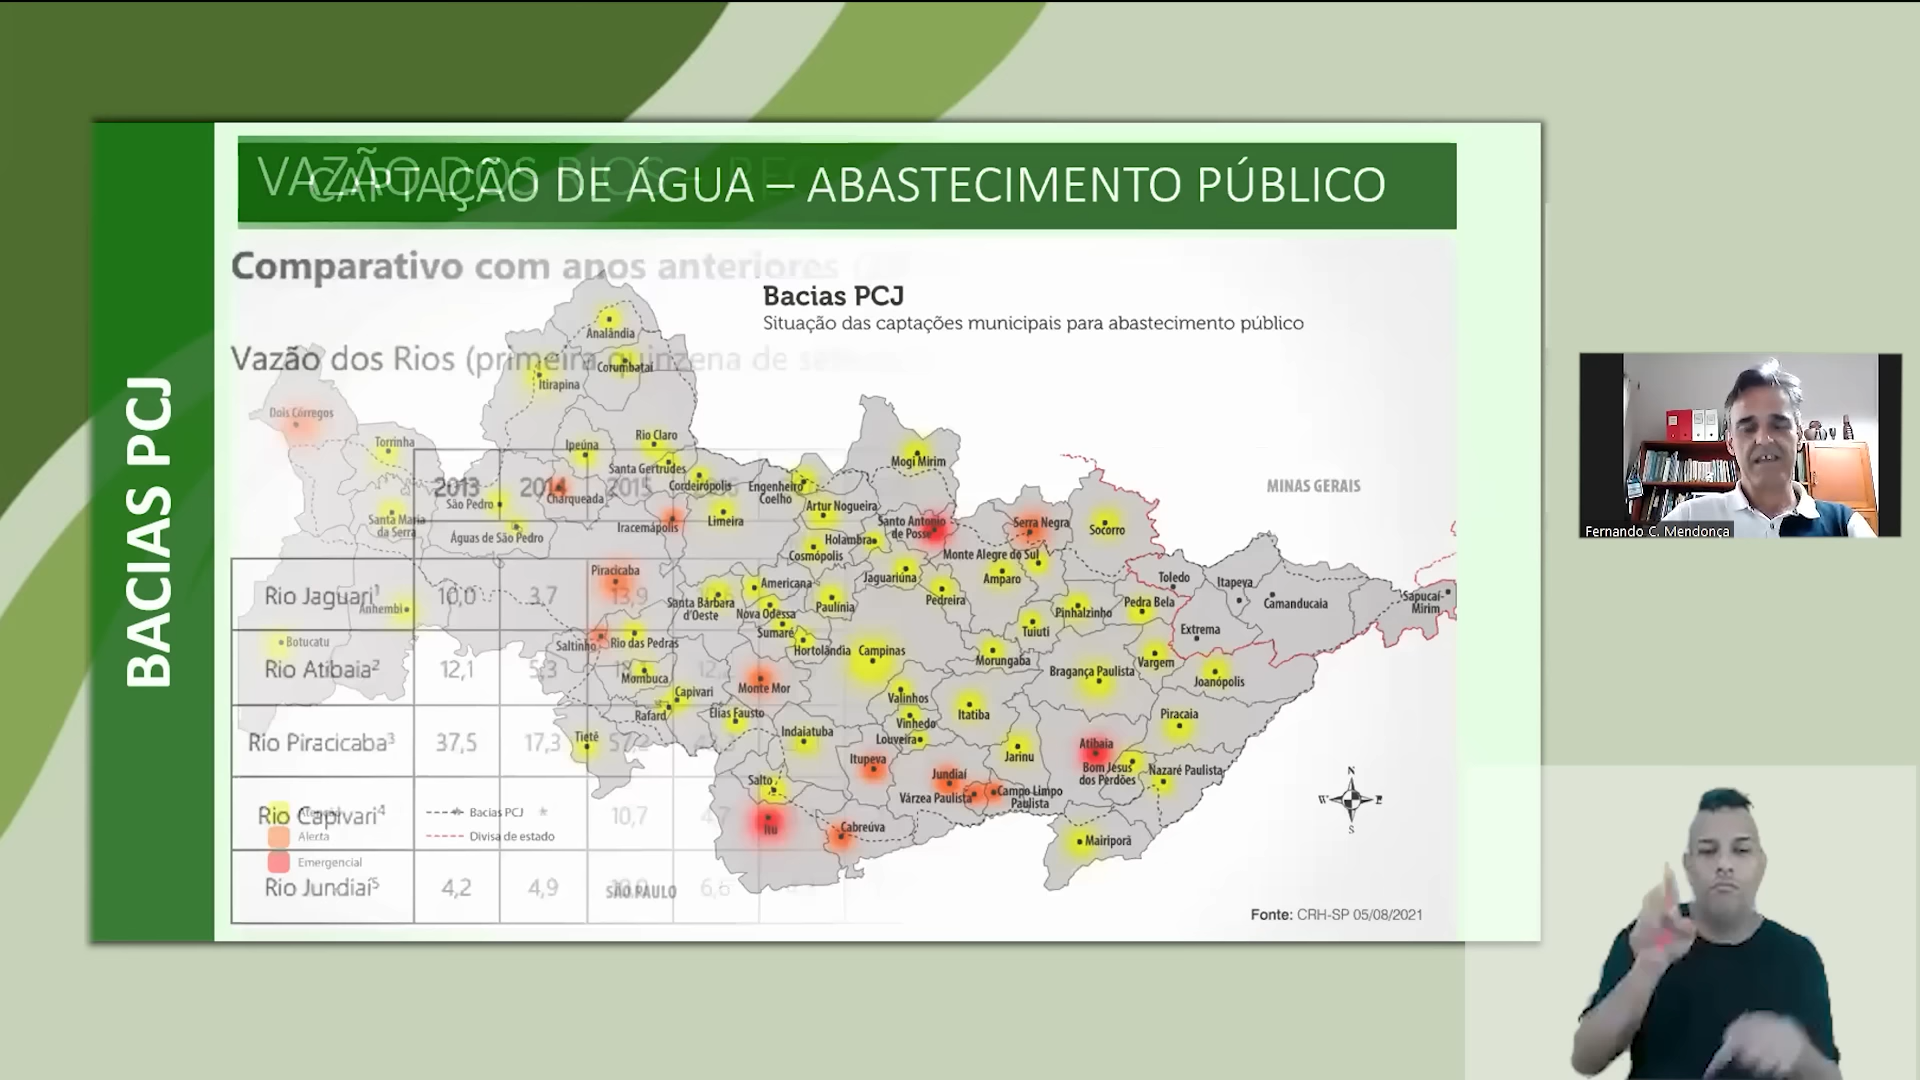 BACIAS PCJ
VAZÃO DOS RIOS –
CAPTAÇÃO DE ÁGUA – ABASTECIMENTO PÚBLICO
Comparativo com anos anteriores
Bacias PCJ
Situação das captações municipais para abastecimento público
Vazão dos Rios (primeira quinzena de
Analândia
Corumbataí
Itirapina
Dois Córregos
Torrinha
Ipeúna
Rio Claro
Santa Gertrudes
Cordeirópolis
Engenheiro
Coelho
Mogi Mirim
MINAS GERAIS
2013 2014 2015
São Pedro
Charqueada
Santa Maria
da Serra
Águas de São Pedro
Iracemápolis
Limeira
Artur Nogueira
Santo Antonio
de Posse
Serra Negra
Socorro
Holambra
Cosmópolis
Monte Alegre do Sul
Piracicaba
Jaguariúna
Amparo
Toledo
Itapeva
Camanducaia
Sapucaí-
Mirim
Rio Jaguari¹ 10,0 3,7 13,9
Anhembi
Santa Bárbara
d'Oeste
Americana
Nova Odessa
Paulínia
Pedreira
Pinhalzinho
Pedra Bela
Sumaré
Tuiuti
Extrema
Botucatu
Saltinho
Rio das Pedras
Hortolândia
Campinas
Morungaba
Vargem
Rio Atibaia² 12,1 5,3
Mombuca
Monte Mor
Bragança Paulista
Joanópolis
Capivari
Rafard
Elias Fausto
Valinhos
Vinhedo
Itatiba
Piracaia
Rio Piracicaba³ 37,5 17,3
Tietê
Indaiatuba
Louveira
Jarinu
Atibaia
Bom Jesus
dos Perdões
Nazaré Paulista
Itupeva
Jundiaí
Salto
Várzea Paulista
Campo Limpo
Paulista
N
W
E
S
Rio Capivari⁴ 10,7
Bacias PCJ
Alerta
Divisa de estado
Emergencial
Itu
Cabreúva
Mairiporã
Rio Jundiaí⁵ 4,2 4,9
SÃO PAULO
Fonte: CRH-SP 05/08/2021
Fernando C. Mendonça